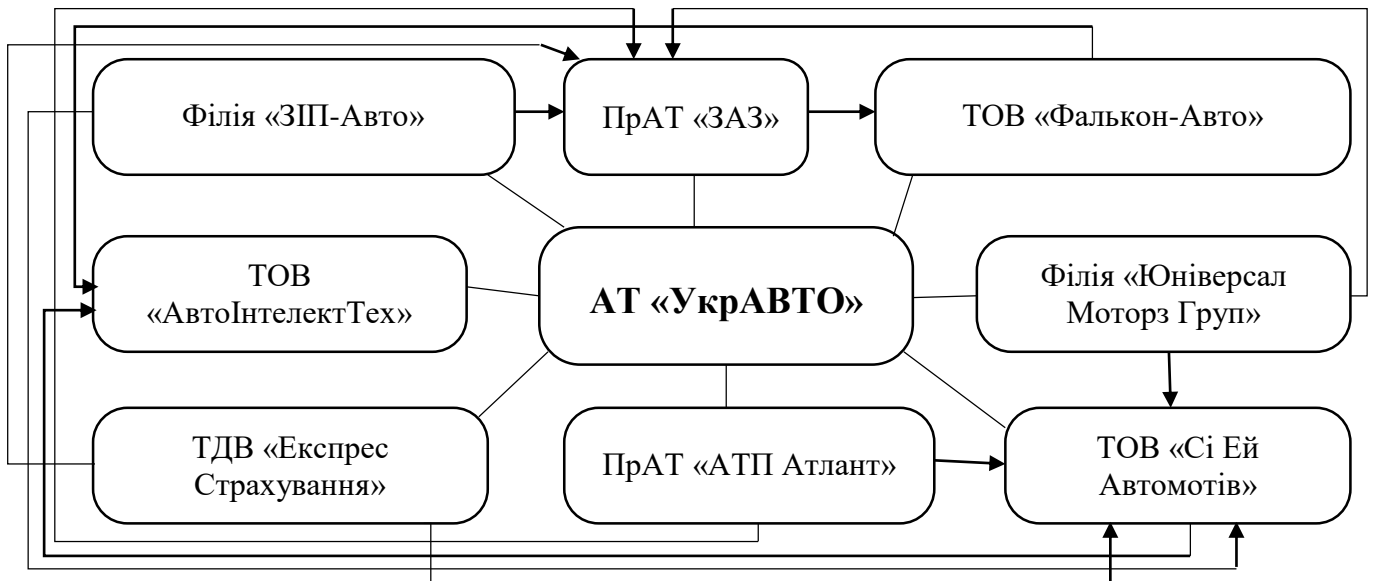 Філія «ЗІП-Авто»
ПрАТ «ЗАЗ»
ТОВ «Фалькон-Авто»
ТОВ
«АвтоІнтелектТех»
АТ «УкрАВТО»
Філія «Юніверсал
Моторз Груп»
ТДВ «Експрес
Страхування»
ПрАТ «АТП Атлант»
ТОВ «Сі Ей
Автомотів»